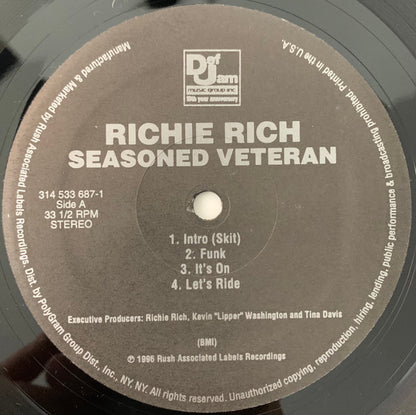 Def
Jam
music group inc
10th year anniversary
RICHIE RICH
SEASONED VETERAN
314 533 687-1
Side A
33 1/2 RPM
STEREO
1. Intro (Skit)
2. Funk
3. It's On
4. Let's Ride
Executive Producers: Richie Rich, Kevin "Lipper" Washington and Tina Davis
(BMI)
℗ © 1996 Rush Associated Labels Recordings
Manufactured & Marketed by Rush Associated Labels Recordings. Dist. by PolyGram Group Dist., Inc., NY, NY. All rights reserved. Unauthorized copying, reproduction, hiring, lending, public performance & broadcasting prohibited. Printed in the U.S.A.